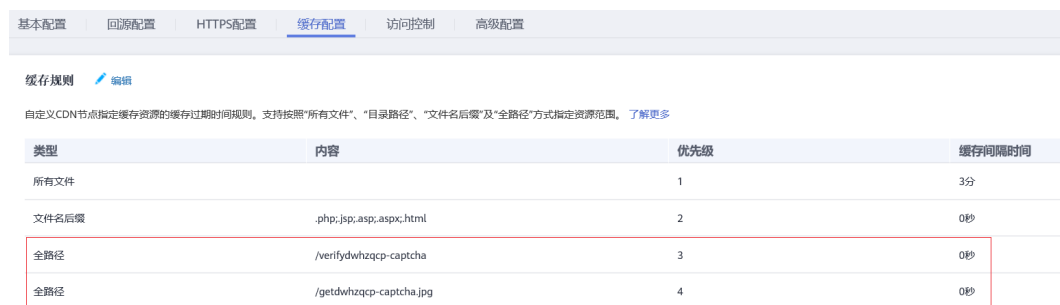 基本配置 回源配置 HTTPS配置 缓存配置 访问控制 高级配置
缓存规则 编辑
自定义CDN节点指定缓存资源的缓存过期时间规则。支持按照“所有文件”、“目录路径”、“文件名后缀”及“全路径”方式指定资源范围。 了解更多
类型 内容 优先级 缓存间隔时间
所有文件 1 3分
文件名后缀 .php;.jsp;.asp;.aspx;.html 2 0秒
全路径 /verifydwhzqcp-captcha 3 0秒
全路径 /getdwhzqcp-captcha.jpg 4 0秒